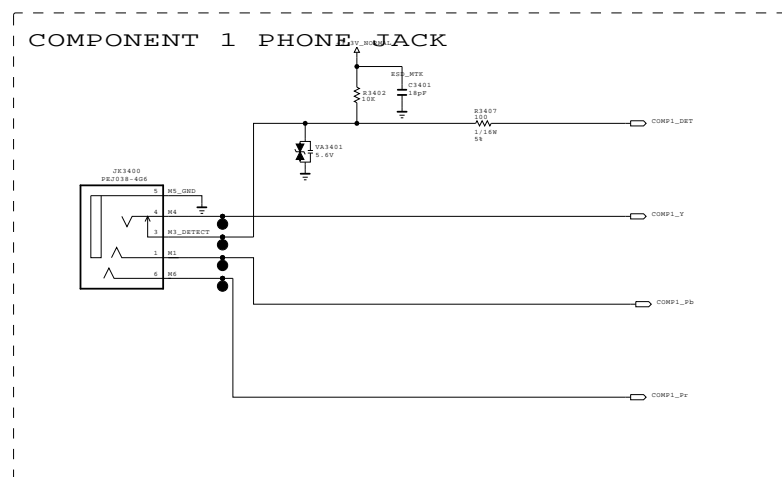 COMPONENT 1 PHONE JACK
3V_NORMAL
ESD_MTK
C3401
18pF
R3402
10K
R3407
100
1/16W
5%
COMP1_DET
VA3401
5.6V
JK3400
PEJ038-4G6
5 M5_GND
4 M4
COMP1_Y
3 M3_DETECT
1 M1
6 M6
COMP1_Pb
COMP1_Pr